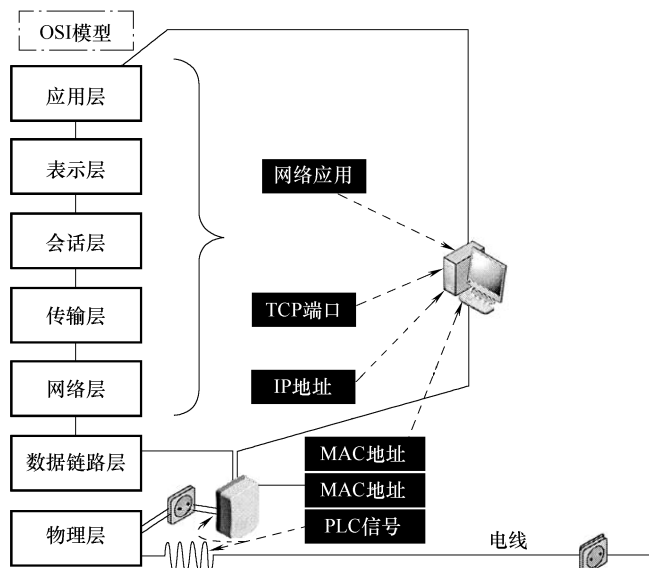 OSI模型
应用层
表示层
会话层
传输层
网络层
数据链路层
物理层
网络应用
TCP端口
IP地址
MAC地址
MAC地址
PLC信号
电线